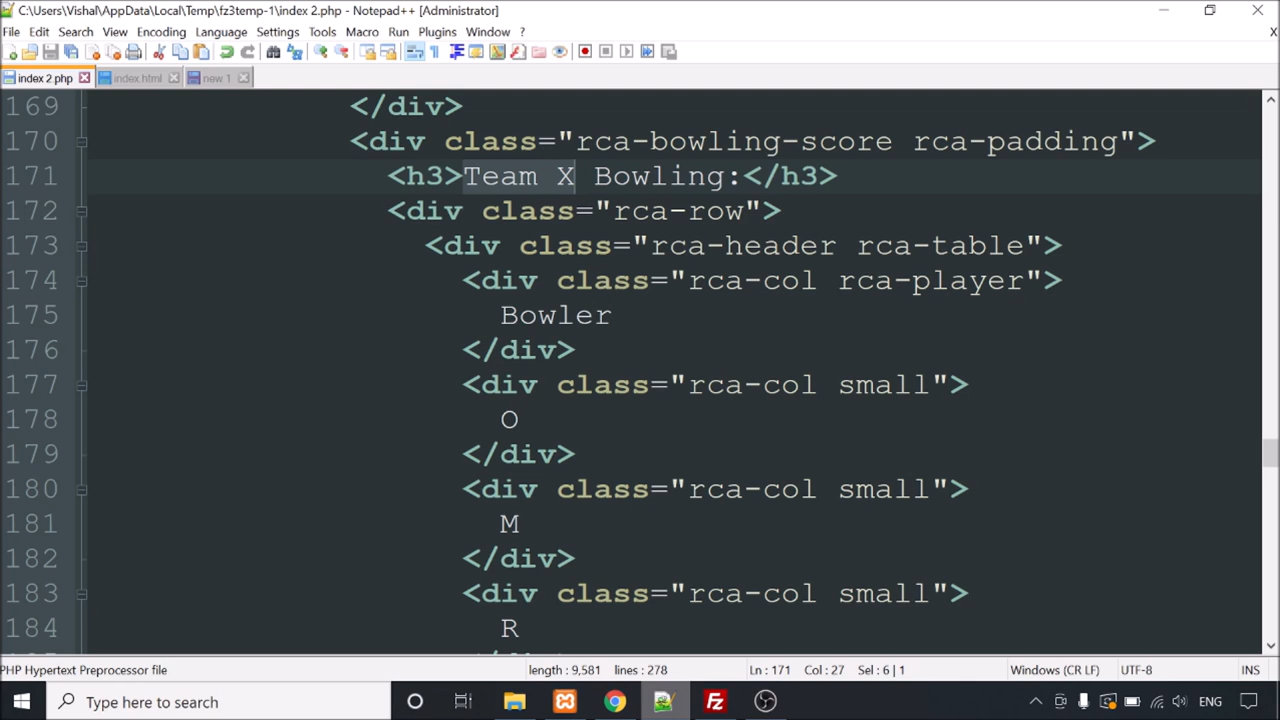 C:\Users\Vishal\AppData\Local\Temp\fz3temp-1\index 2.php - Notepad++ [Administrator]
File Edit Search View Encoding Language Settings Tools Macro Run Plugins Window ? X
index 2.php index.html new 1
169 </div>
170 <div class="rca-bowling-score rca-padding">
171 <h3>Team X Bowling:</h3>
172 <div class="rca-row">
173 <div class="rca-header rca-table">
174 <div class="rca-col rca-player">
175 Bowler
176 </div>
177 <div class="rca-col small">
178 O
179 </div>
180 <div class="rca-col small">
181 M
182 </div>
183 <div class="rca-col small">
184 R
PHP Hypertext Preprocessor file length : 9,581 lines : 278 Ln : 171 Col : 27 Sel : 6 | 1 Windows (CR LF) UTF-8 INS
Type here to search ENG